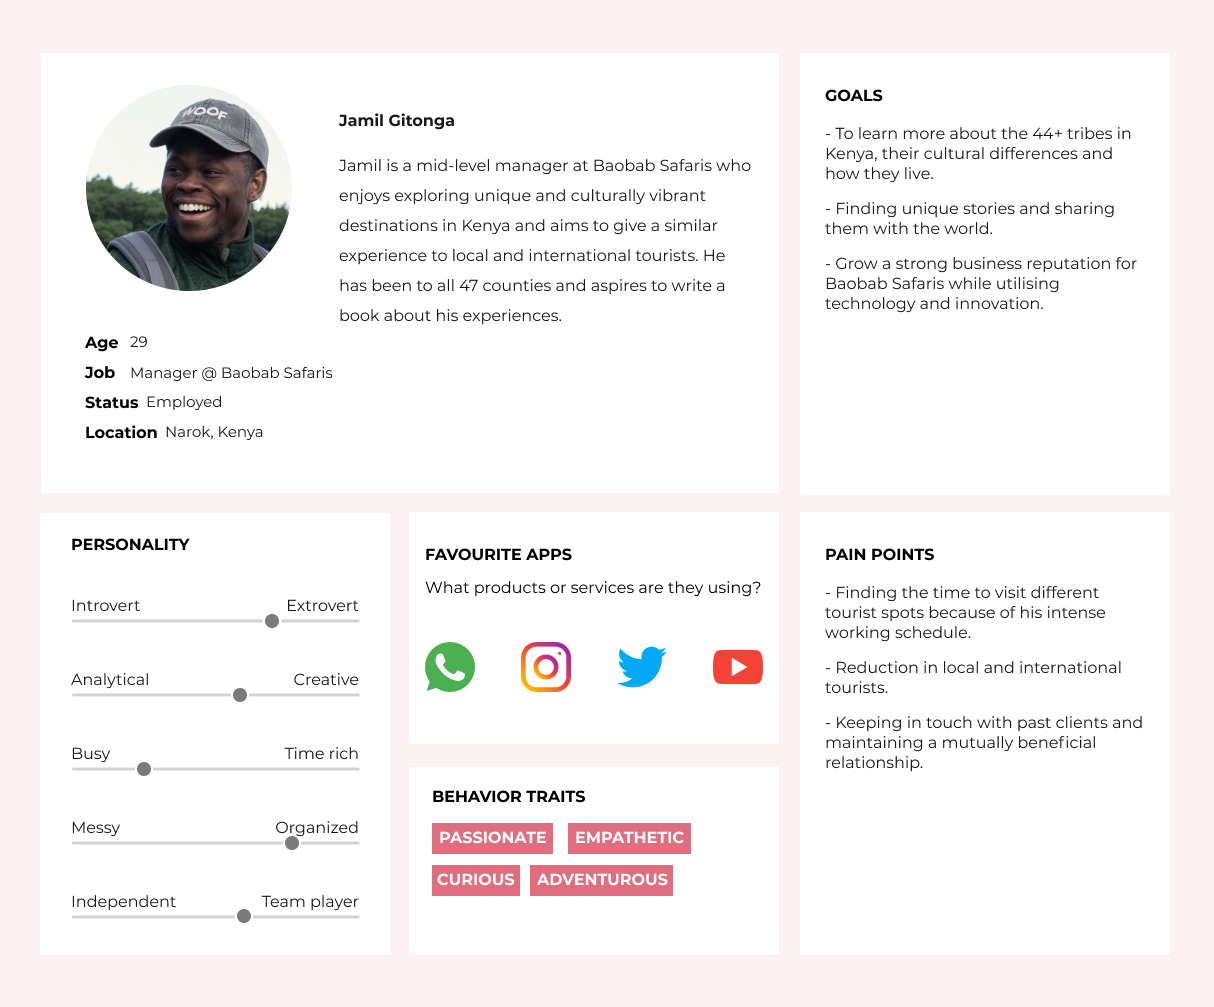 WOOF
Jamil Gitonga
Jamil is a mid-level manager at Baobab Safaris who
enjoys exploring unique and culturally vibrant
destinations in Kenya and aims to give a similar
experience to local and international tourists. He
has been to all 47 counties and aspires to write a
book about his experiences.
Age 29
Job Manager @ Baobab Safaris
Status Employed
Location Narok, Kenya
GOALS
- To learn more about the 44+ tribes in
Kenya, their cultural differences and
how they live.
- Finding unique stories and sharing
them with the world.
- Grow a strong business reputation for
Baobab Safaris while utilising
technology and innovation.
PERSONALITY
Introvert Extrovert
Analytical Creative
Busy Time rich
Messy Organized
Independent Team player
FAVOURITE APPS
What products or services are they using?
BEHAVIOR TRAITS
PASSIONATE EMPATHETIC
CURIOUS ADVENTUROUS
PAIN POINTS
- Finding the time to visit different
tourist spots because of his intense
working schedule.
- Reduction in local and international
tourists.
- Keeping in touch with past clients and
maintaining a mutually beneficial
relationship.